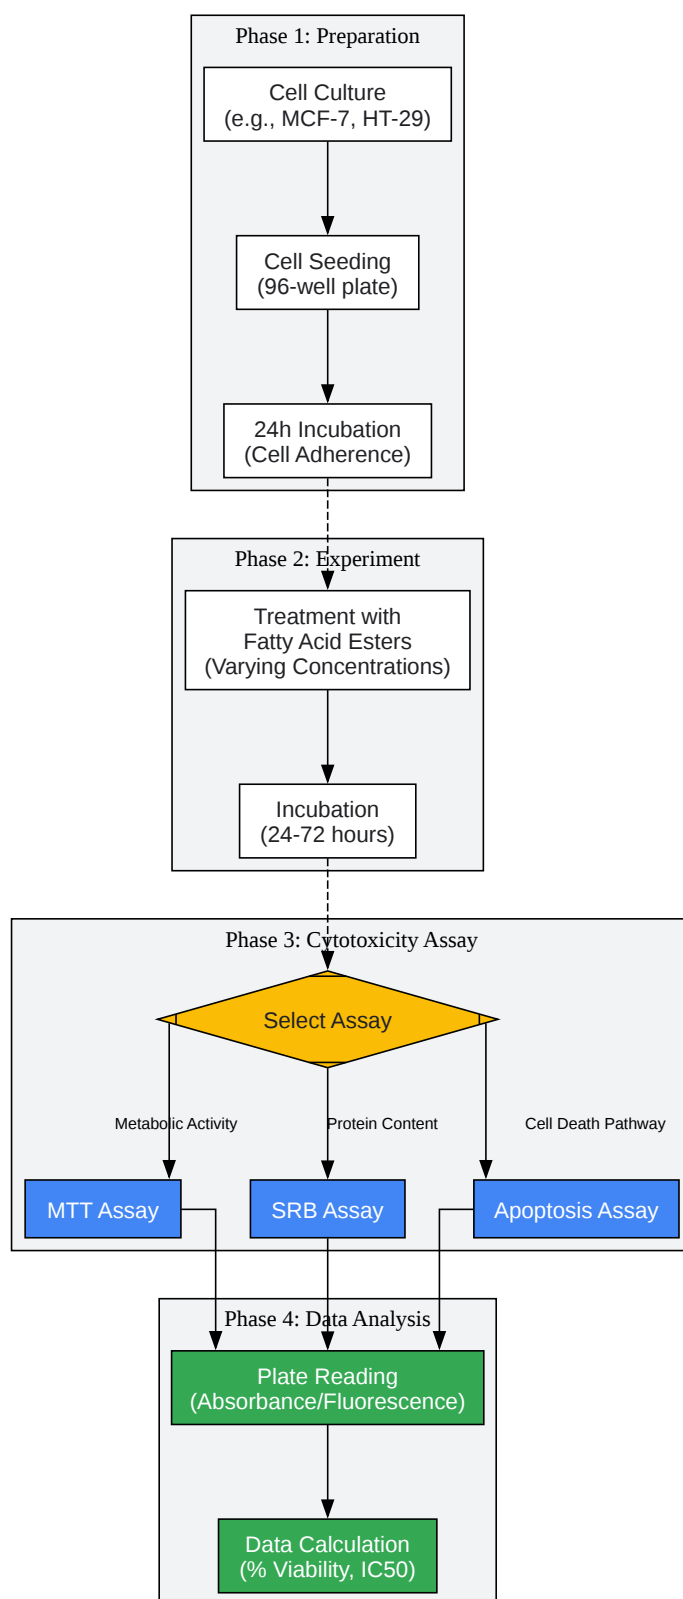 Phase 1: Preparation
Cell Culture
(e.g., MCF-7, HT-29)
Cell Seeding
(96-well plate)
24h Incubation
(Cell Adherence)
Phase 2: Experiment
Treatment with
Fatty Acid Esters
(Varying Concentrations)
Incubation
(24-72 hours)
Phase 3: Cytotoxicity Assay
Select Assay
Metabolic Activity
Protein Content
Cell Death Pathway
MTT Assay
SRB Assay
Apoptosis Assay
Phase 4: Data Analysis
Plate Reading
(Absorbance/Fluorescence)
Data Calculation
(% Viability, IC50)